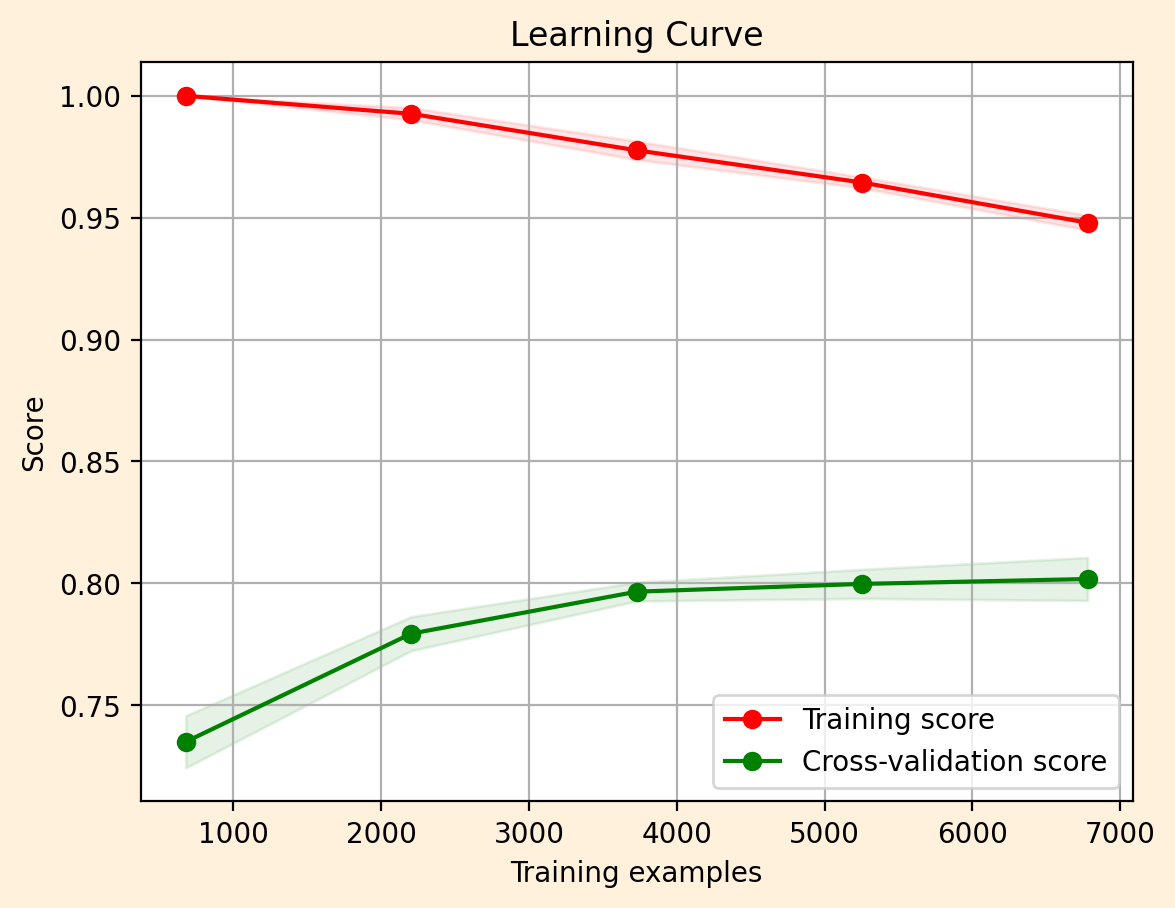 Learning Curve
1.00
0.95
0.90
0.85
0.80
0.75
Score
Training score
Cross-validation score
1000 2000 3000 4000 5000 6000 7000
Training examples